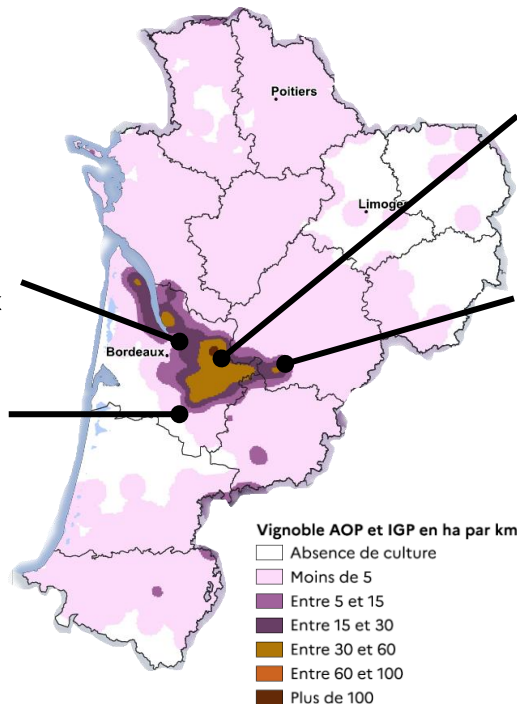 Poitiers
Limoges
Bordeaux
Vignoble AOP et IGP en ha par km
Absence de culture
Moins de 5
Entre 5 et 15
Entre 15 et 30
Entre 30 et 60
Entre 60 et 100
Plus de 100